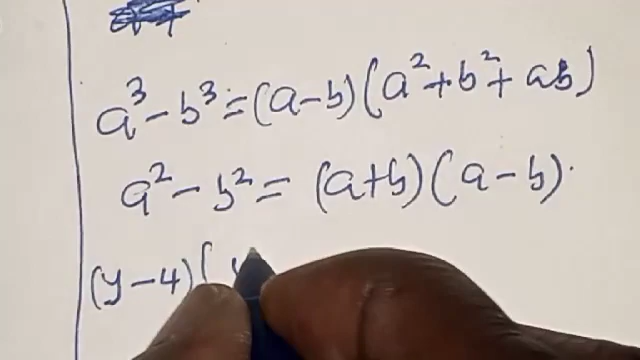 a³ - b³ = (a-b)(a² + b² + ab)
a² - b² = (a+b)(a-b).
(y-4)(